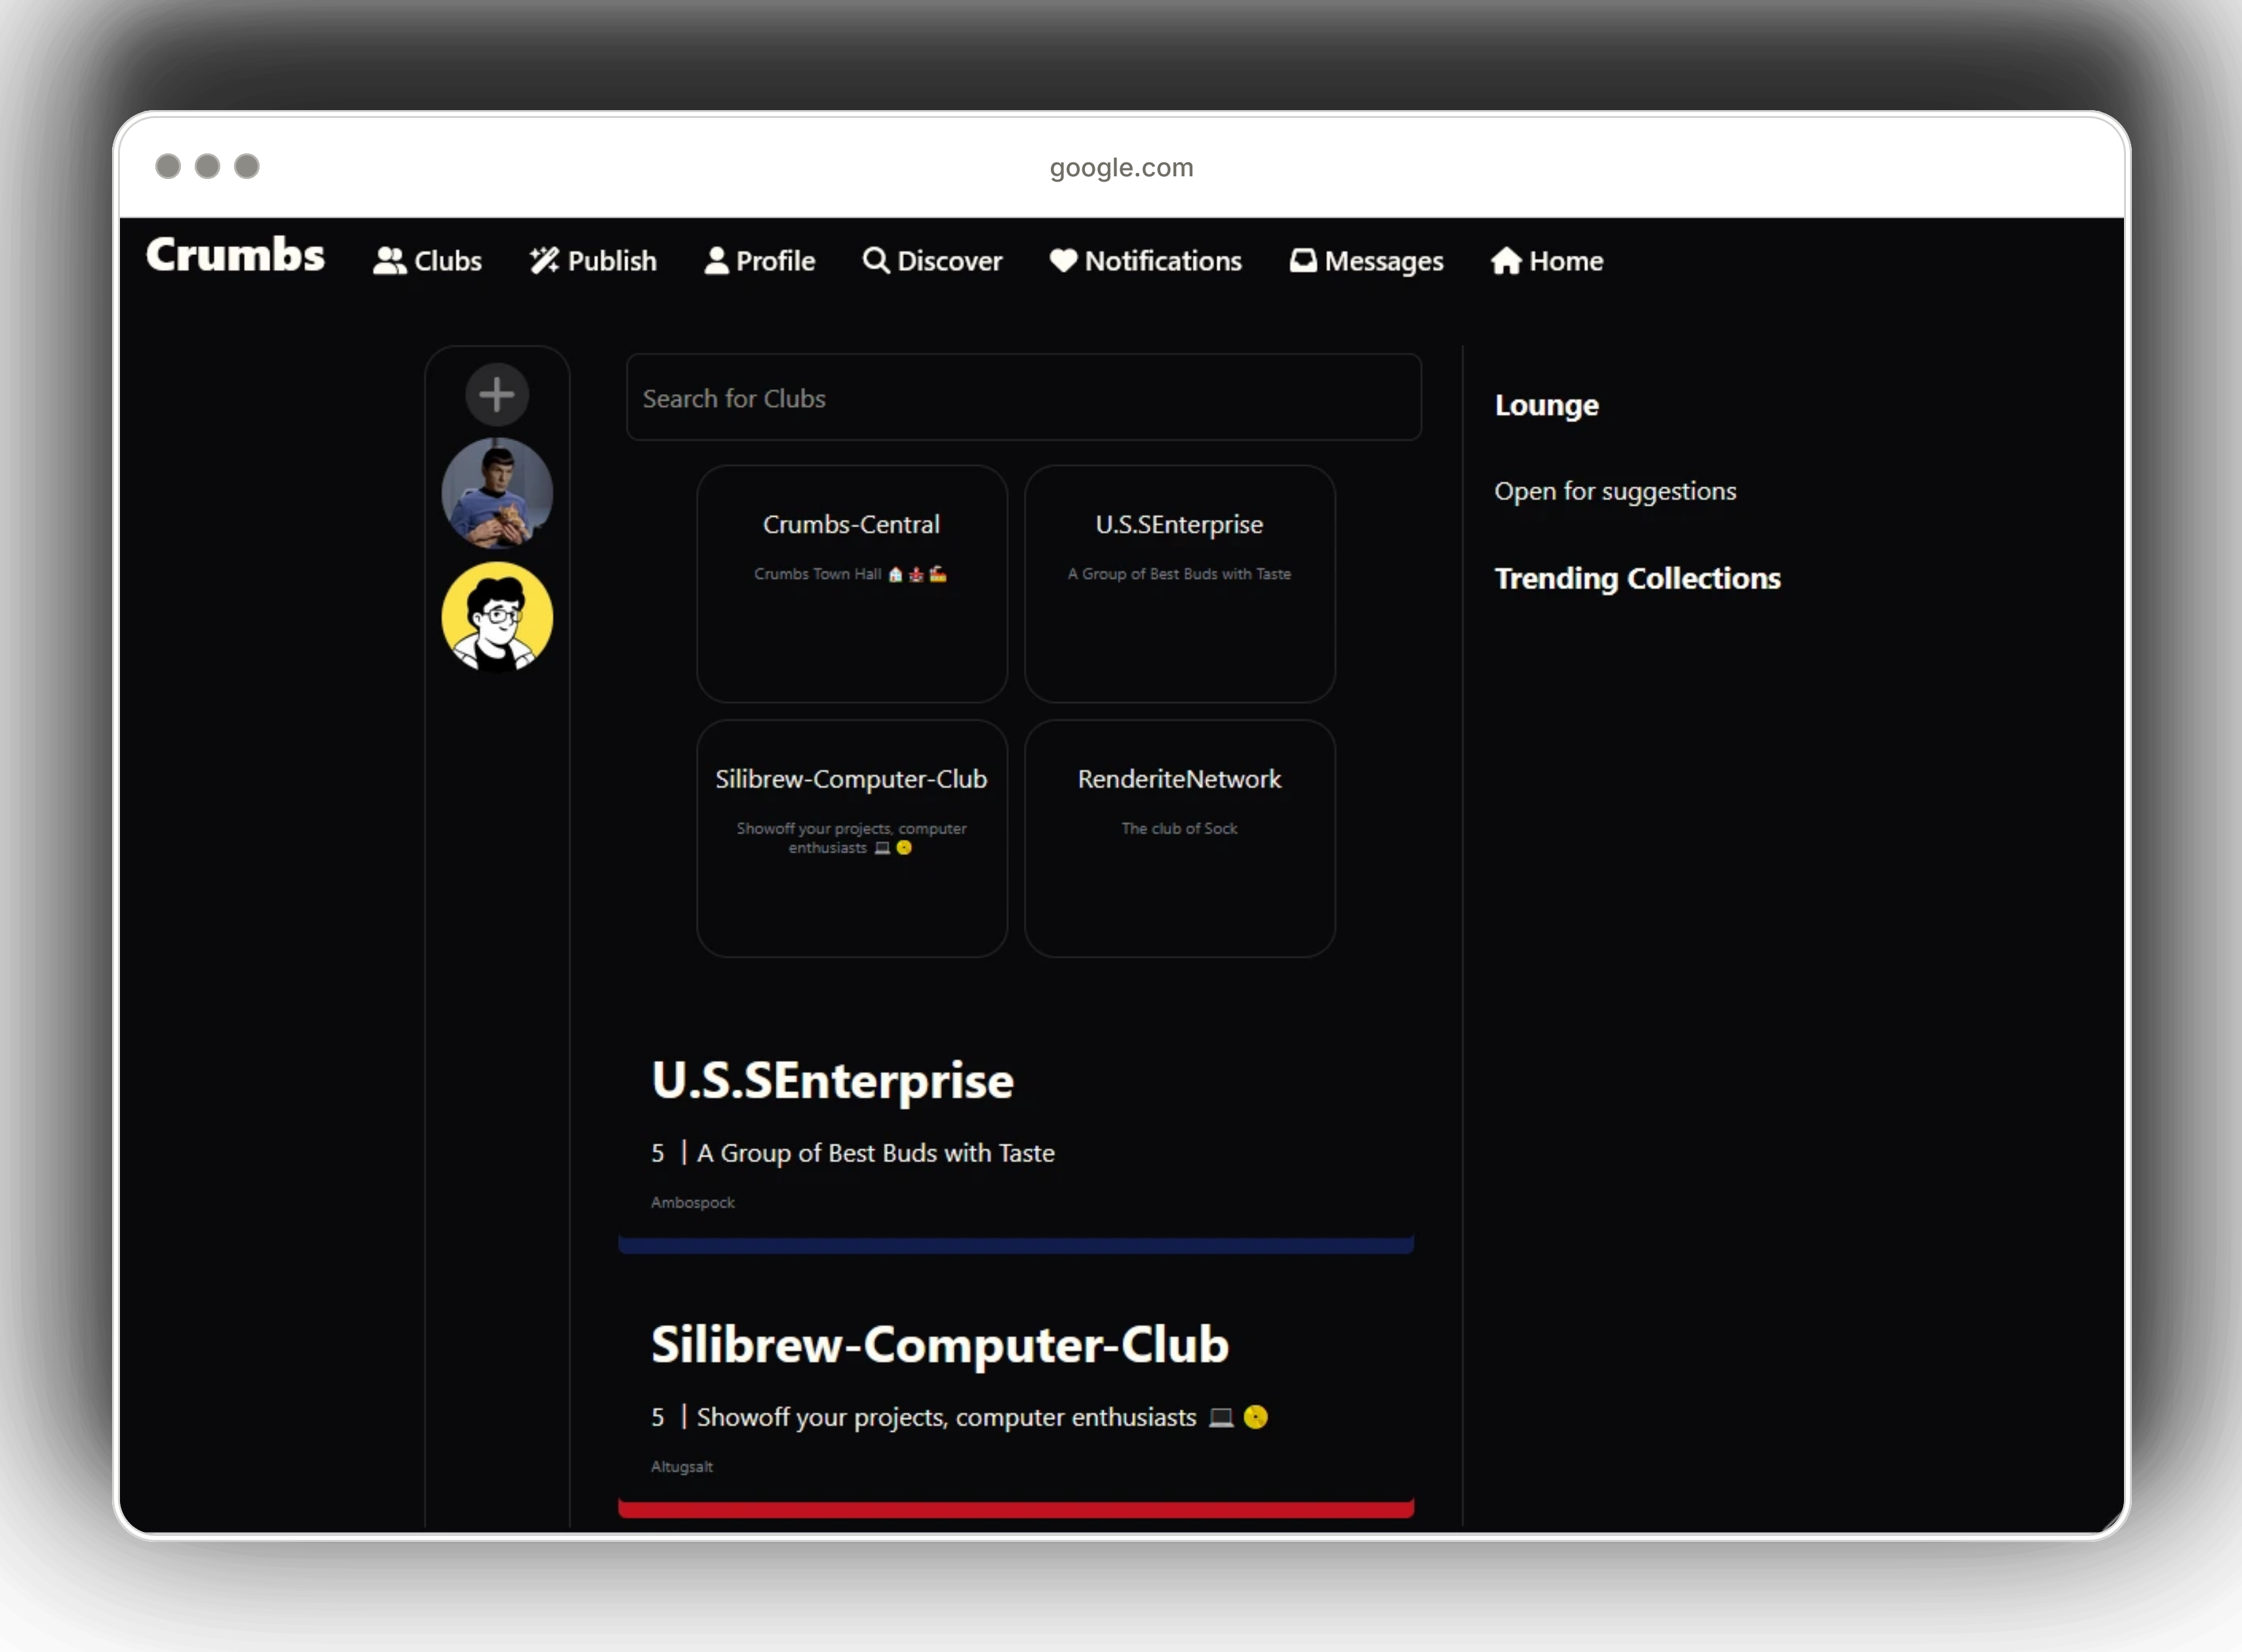 google.com
Crumbs Clubs Publish Profile Discover Notifications Messages Home
Search for Clubs
Crumbs-Central
Crumbs Town Hall 🏠🏰🏭
U.S.SEnterprise
A Group of Best Buds with Taste
Silibrew-Computer-Club
Showoff your projects, computer
enthusiasts 💻📀
RenderiteNetwork
The club of Sock
U.S.SEnterprise
5 | A Group of Best Buds with Taste
Ambospock
Silibrew-Computer-Club
5 | Showoff your projects, computer enthusiasts 💻📀
Altugsalt
Lounge
Open for suggestions
Trending Collections